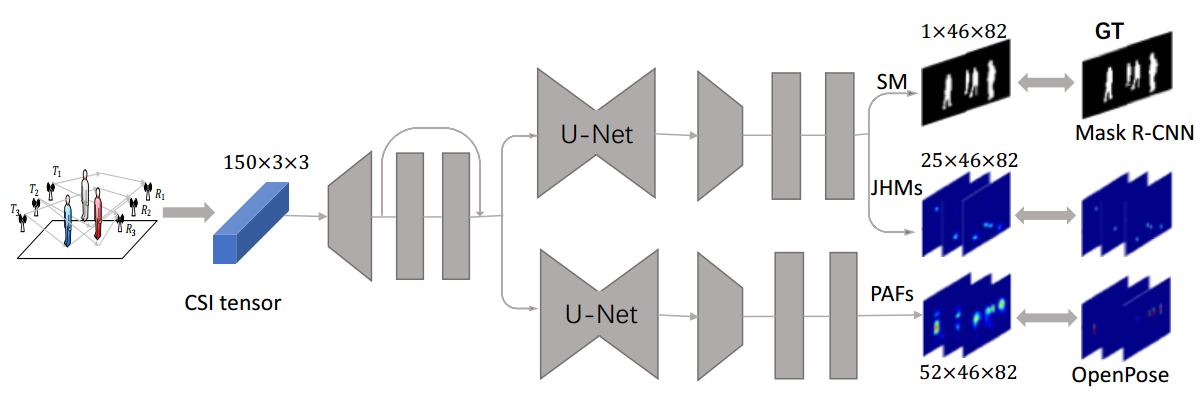 1×46×82
GT
SM
Mask R-CNN
U-Net
150×3×3
25×46×82
JHMs
T₁
T₂
T₃
R₁
R₂
R₃
CSI tensor
U-Net
PAFs
52×46×82
OpenPose